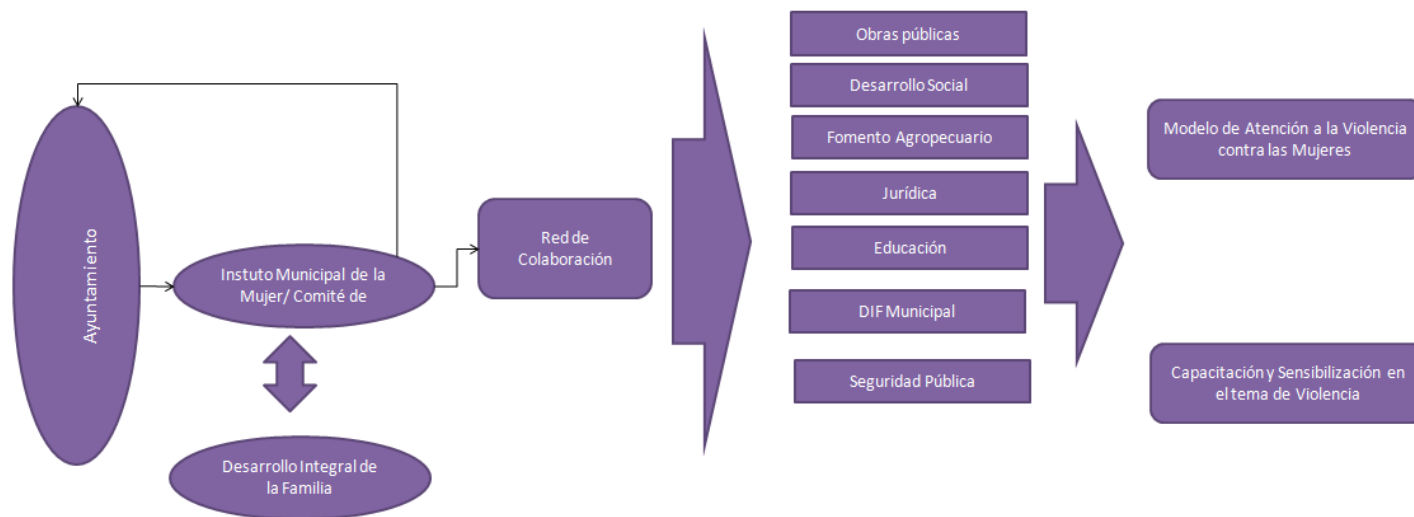 Ayuntamiento
Instuto Municipal de la
Mujer/ Comité de
Desarrollo Integral de
la Familia
Red de
Colaboración
Obras públicas
Desarrollo Social
Fomento Agropecuario
Jurídica
Educación
DIF Municipal
Seguridad Pública
Modelo de Atención a la Violencia
contra las Mujeres
Capacitación y Sensibilización en
el tema de Violencia